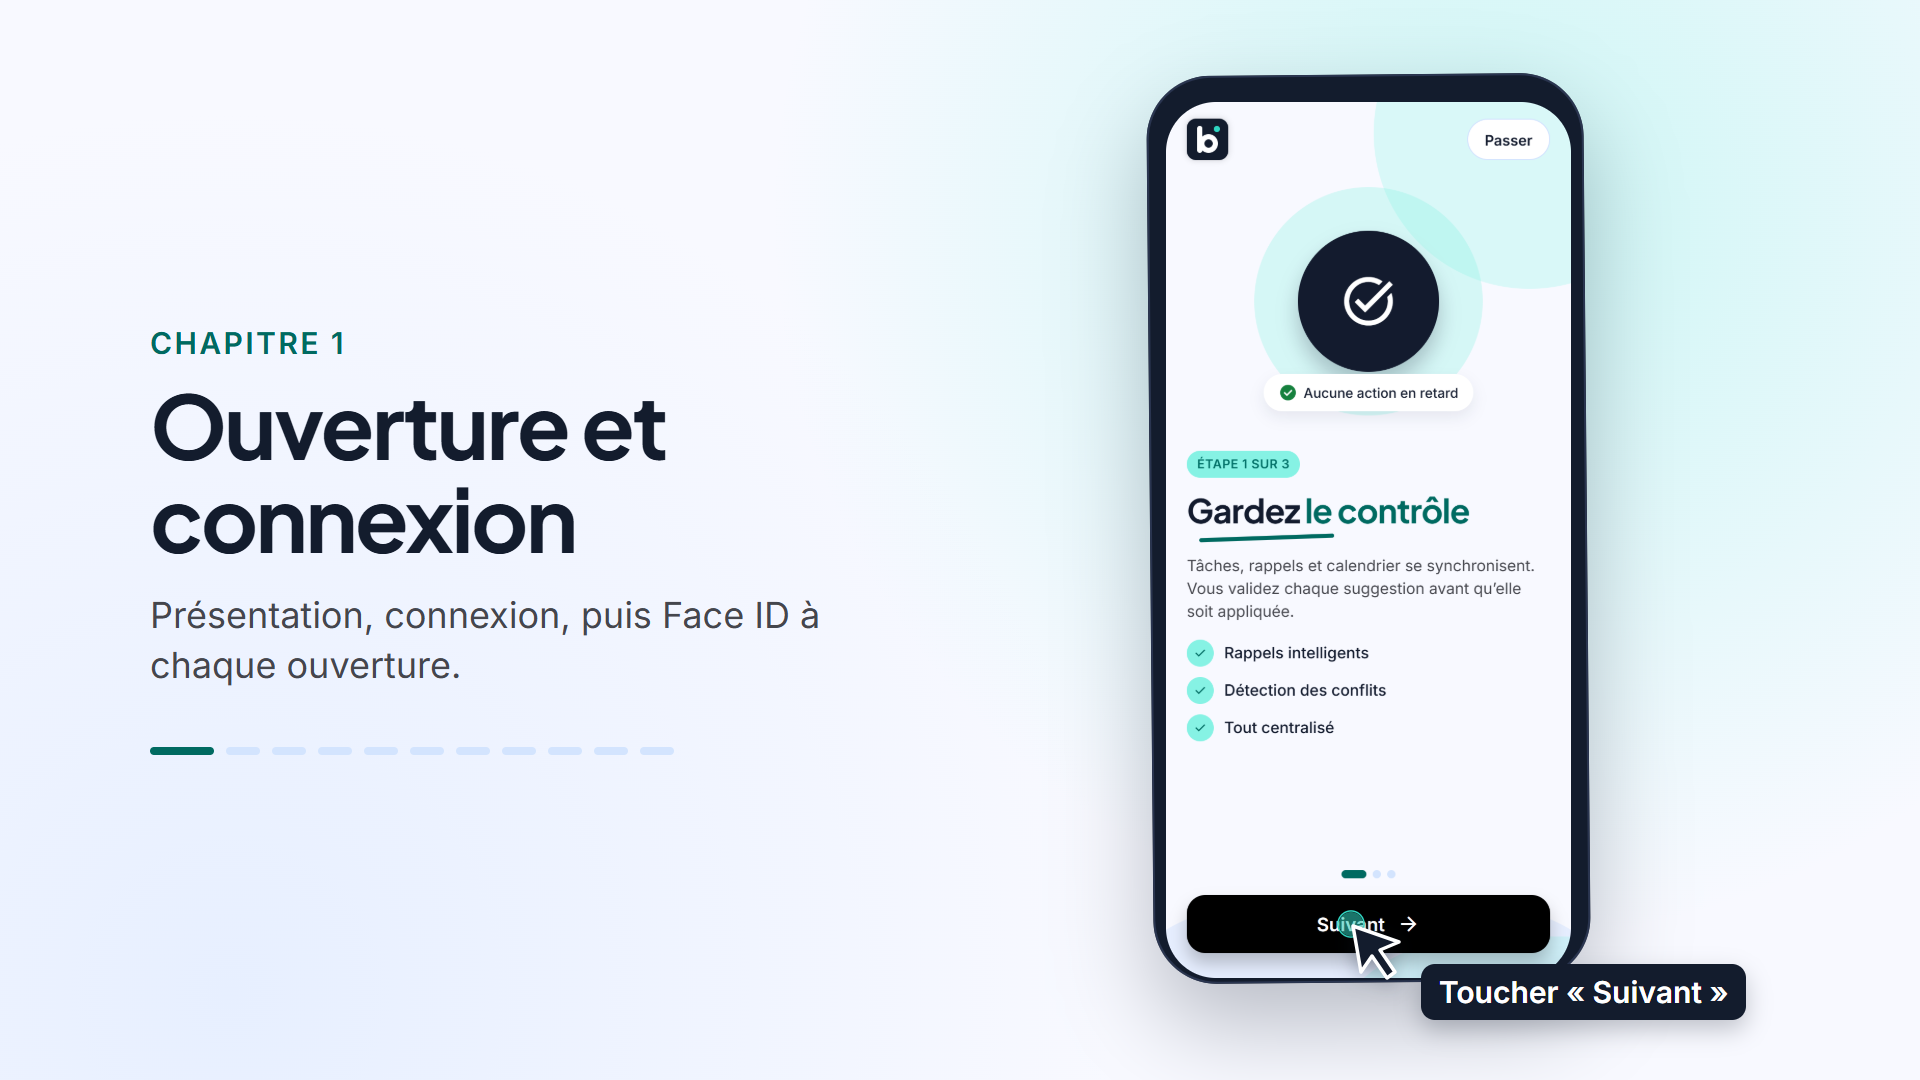 CHAPITRE 1
Ouverture et
connexion
Présentation, connexion, puis Face ID à
chaque ouverture.
b
Passer
Aucune action en retard
ÉTAPE 1 SUR 3
Gardez le contrôle
Tâches, rappels et calendrier se synchronisent.
Vous validez chaque suggestion avant qu’elle
soit appliquée.
Rappels intelligents
Détection des conflits
Tout centralisé
Suivant
Toucher « Suivant »